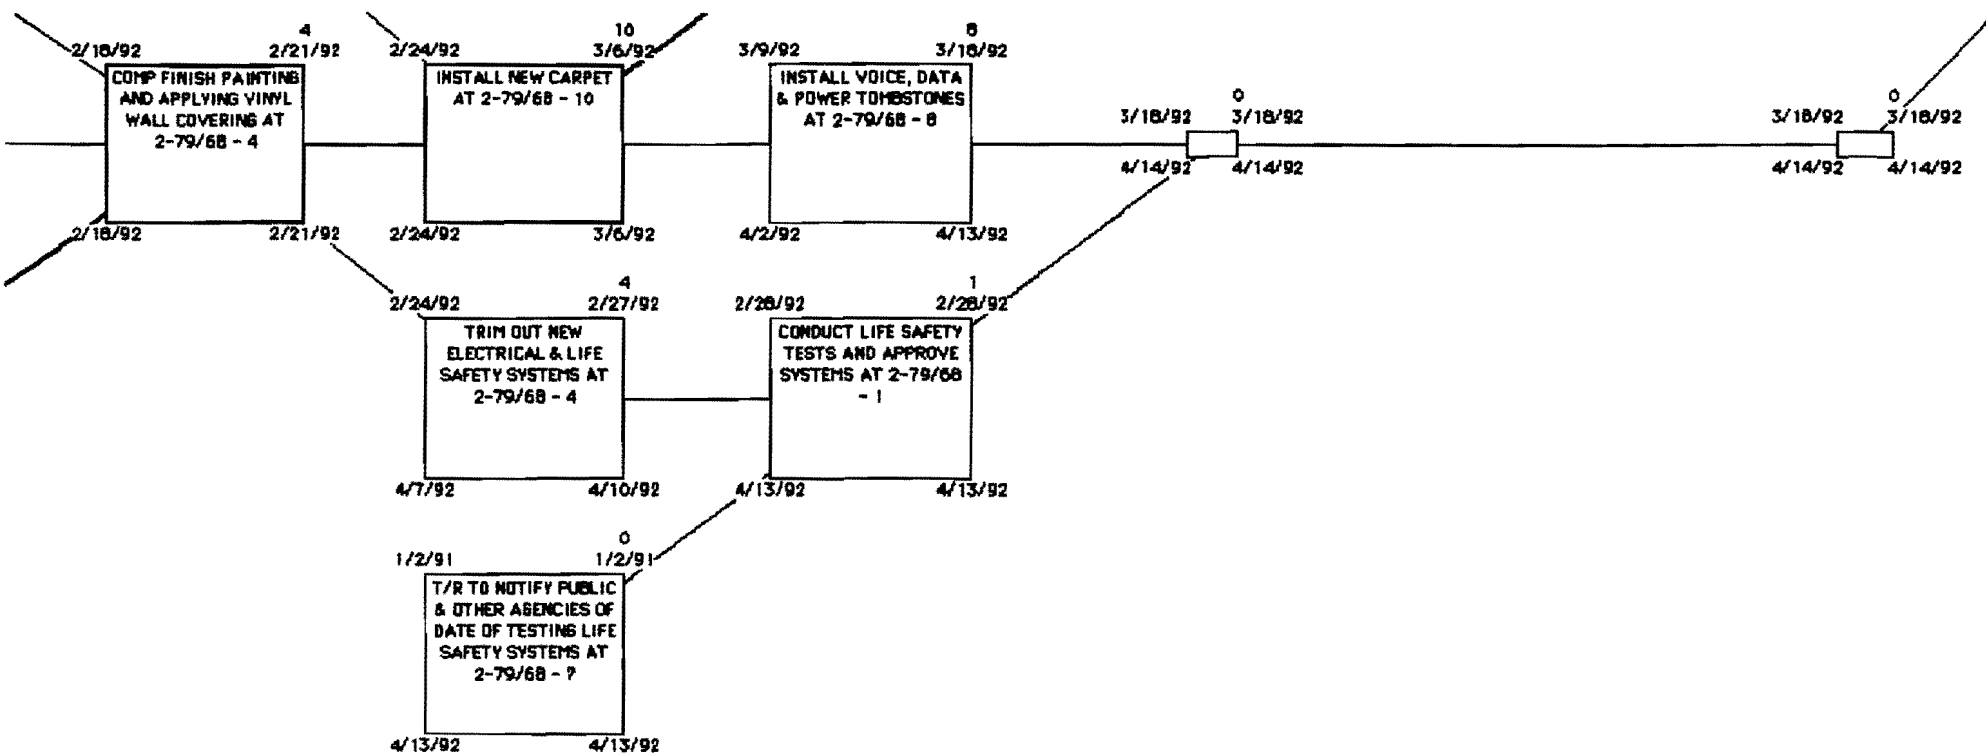 4
2/18/92 2/21/92
COMP FINISH PAINTING
AND APPLYING VINYL
WALL COVERING AT
2-79/68 - 4
2/18/92 2/21/92
10
2/24/92 3/6/92
INSTALL NEW CARPET
AT 2-79/68 - 10
2/24/92 3/6/92
8
3/9/92 3/18/92
INSTALL VOICE, DATA
& POWER TOMBSTONES
AT 2-79/68 - 8
4/2/92 4/13/92
0
3/18/92 3/18/92
4/14/92 4/14/92
0
3/18/92 3/18/92
4/14/92 4/14/92
4
2/24/92 2/27/92
TRIM OUT NEW
ELECTRICAL & LIFE
SAFETY SYSTEMS AT
2-79/68 - 4
4/7/92 4/10/92
1
2/28/92 2/28/92
CONDUCT LIFE SAFETY
TESTS AND APPROVE
SYSTEMS AT 2-79/68
- 1
4/13/92 4/13/92
0
1/2/91 1/2/91
T/R TO NOTIFY PUBLIC
& OTHER AGENCIES OF
DATE OF TESTING LIFE
SAFETY SYSTEMS AT
2-79/68 - ?
4/13/92 4/13/92